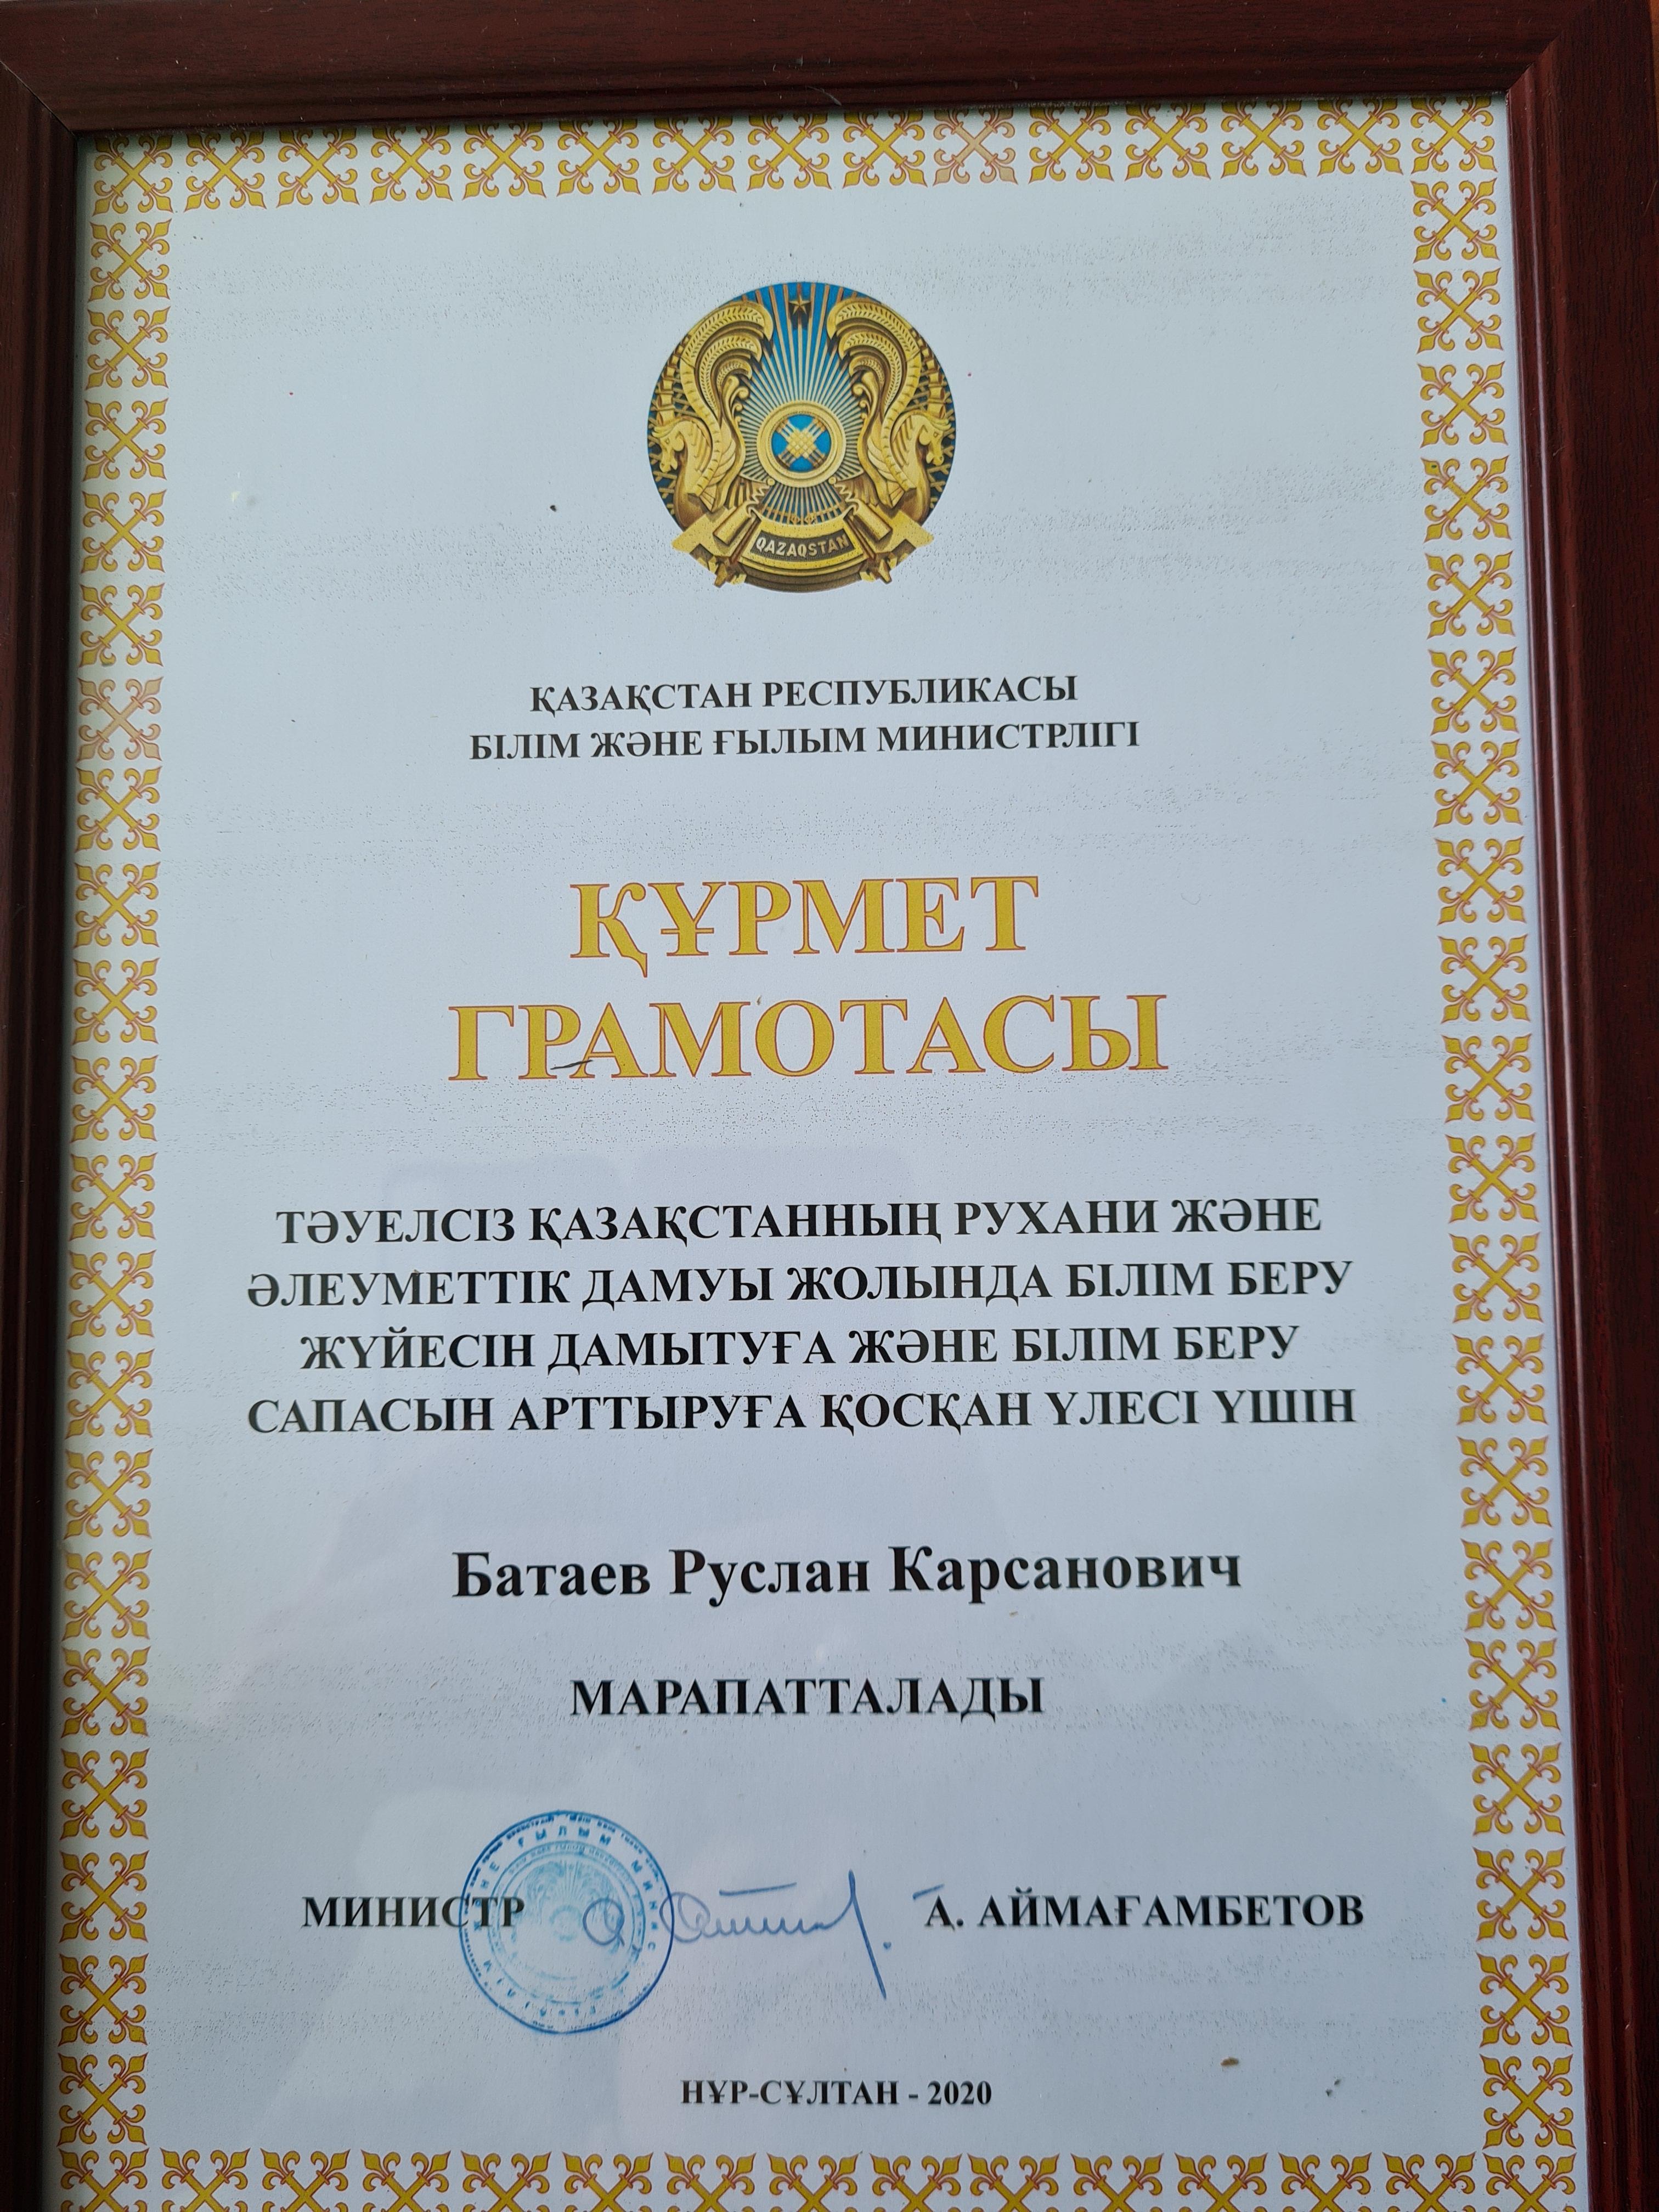 QAZAQSTAN
ҚАЗАҚСТАН РЕСПУБЛИКАСЫ
БІЛІМ ЖӘНЕ ҒЫЛЫМ МИНИСТРЛІГІ
ҚҰРМЕТ
ГРАМОТАСЫ
ТӘУЕЛСІЗ ҚАЗАҚСТАННЫҢ РУХАНИ ЖӘНЕ
ӘЛЕУМЕТТІК ДАМУЫ ЖОЛЫНДА БІЛІМ БЕРУ
ЖҮЙЕСІН ДАМЫТУҒА ЖӘНЕ БІЛІМ БЕРУ
САПАСЫН АРТТЫРУҒА ҚОСҚАН ҮЛЕСІ ҮШІН
Батаев Руслан Карсанович
МАРАПАТТАЛАДЫ
МИНИСТР А. АЙМАҒАМБЕТОВ
НҰР-СҰЛТАН - 2020